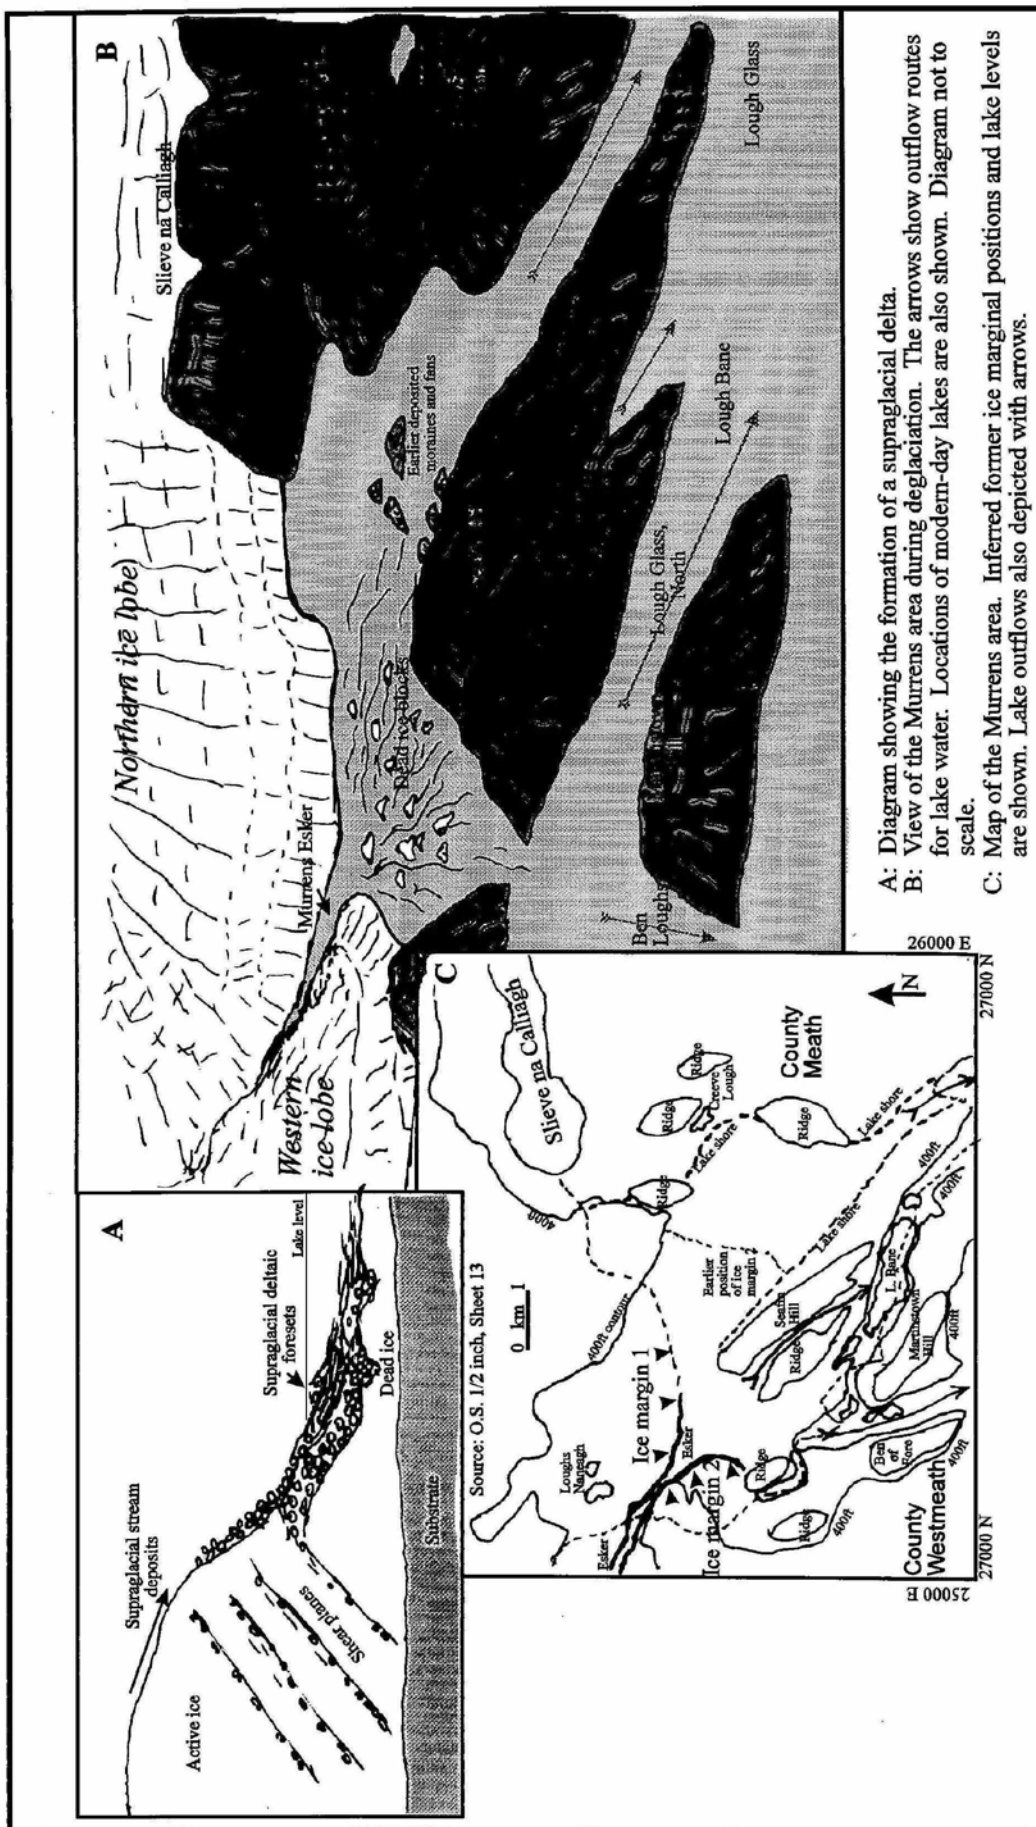 A
Supraglacial stream
deposits
Active ice
Shear planes
Supraglacial deltaic
foresets
Lake level
Dead ice
Substrate
B
Northern ice lobe
Slieve na Calliagh
Murrens Esker
Western
ice lobe
Dead ice blocks
Earlier deposited
moraines and fans
Ben
Loughs
Lough Glass,
North
Lough Bane
Lough Glass
Source: O.S. 1/2 inch, Sheet 13
C
0 km 1
Slieve na Calliagh
400ft contour
400ft
Loughs
Naneagh
Ice margin 1
Esker
Esker
Ice margin 2
Ridge
Ridge
Ridge
Ridge
Ridge
Ridge
Ridge
Creeve
Lough
Lake shore
Lake shore
Lake shore
Earlier
position of ice
margin 2
County
Meath
Seann
Hill
L. Bane
Martinstown
Hill
Ben
of
Fore
400ft
400ft
400ft
400ft
400ft
County
Westmeath
N
25000 E
26000 E
27000 N
27000 N
A: Diagram showing the formation of a supraglacial delta.
B: View of the Murrens area during deglaciation. The arrows show outflow routes
for lake water. Locations of modern-day lakes are also shown. Diagram not to
scale.
C: Map of the Murrens area. Inferred former ice marginal positions and lake levels
are shown. Lake outflows also depicted with arrows.